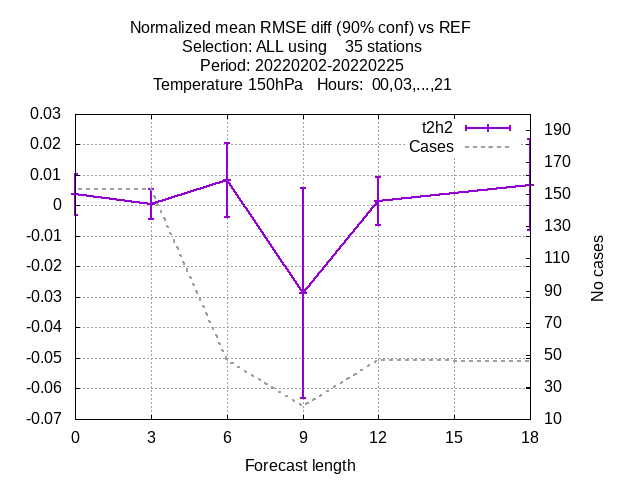 Normalized mean RMSE diff (90% conf) vs REF
Selection: ALL using    35 stations
Period: 20220202-20220225
Temperature 150hPa   Hours:  00,03,...,21
t2h2
Cases
0.03
0.02
0.01
0
-0.01
-0.02
-0.03
-0.04
-0.05
-0.06
-0.07
190
170
150
130
110
90
70
50
30
10
No cases
0 3 6 9 12 15 18
Forecast length